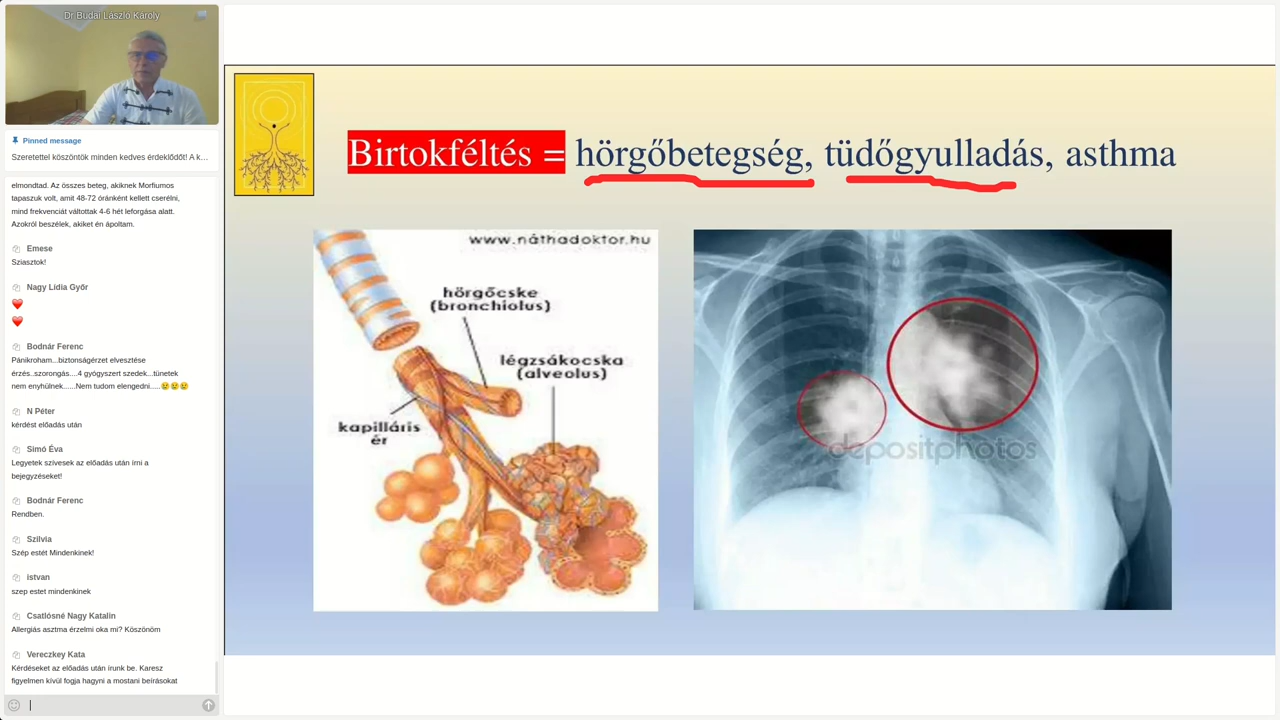 Dr Budai László Károly
Pinned message
Szeretettel köszöntök minden kedves érdeklődőt! A k…
elmondtad. Az összes beteg, akiknek Morfiumos
tapaszuk volt, amit 48-72 óránként kellett cserélni,
mind frekvenciát váltottak 4-6 hét leforgása alatt.
Azokról beszélek, akiket én ápoltam.
Emese
Sziasztok!
Nagy Lídia Győr
❤️
❤️
Bodnár Ferenc
Pánikroham...biztonságérzet elvesztése
érzés..szorongás....4 gyógyszert szedek...tünetek
nem enyhülnek......Nem tudom elengedni.....😢😢😢
N Péter
kérdést előadás után
Simó Éva
Legyetek szívesek az előadás után írni a
bejegyzéseket!
Bodnár Ferenc
Rendben.
Szilvia
Szép estét Mindenkinek!
istvan
szep estet mindenkinek
Csatlósné Nagy Katalin
Allergiás asztma érzelmi oka mi? Köszönöm
Vereczkey Kata
Kérdéseket az előadás után írunk be. Karesz
figyelmen kívül fogja hagyni a mostani beírásokat
Birtokféltés = hörgőbetegség, tüdőgyulladás, asthma
www.náthadoktor.hu
hörgőcske
(bronchiolus)
légzsákocska
(alveolus)
kapilláris
ér
depositphotos